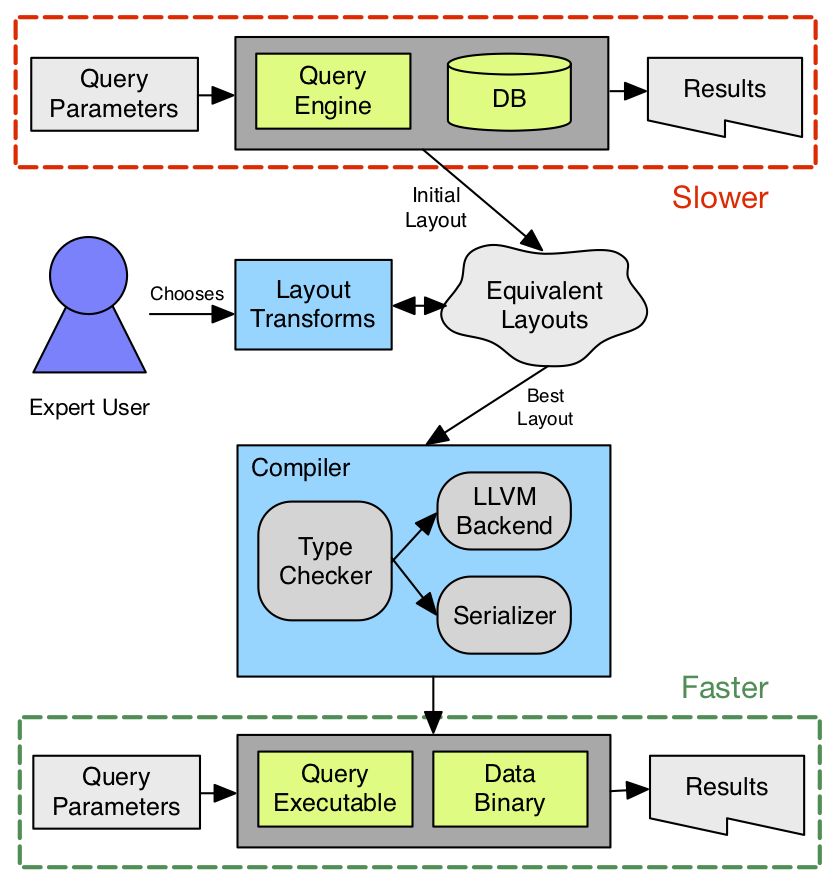 Query
Parameters
Query
Engine
DB
Results
Slower
Initial
Layout
Chooses
Layout
Transforms
Equivalent
Layouts
Expert User
Best
Layout
Compiler
Type
Checker
LLVM
Backend
Serializer
Faster
Query
Parameters
Query
Executable
Data
Binary
Results